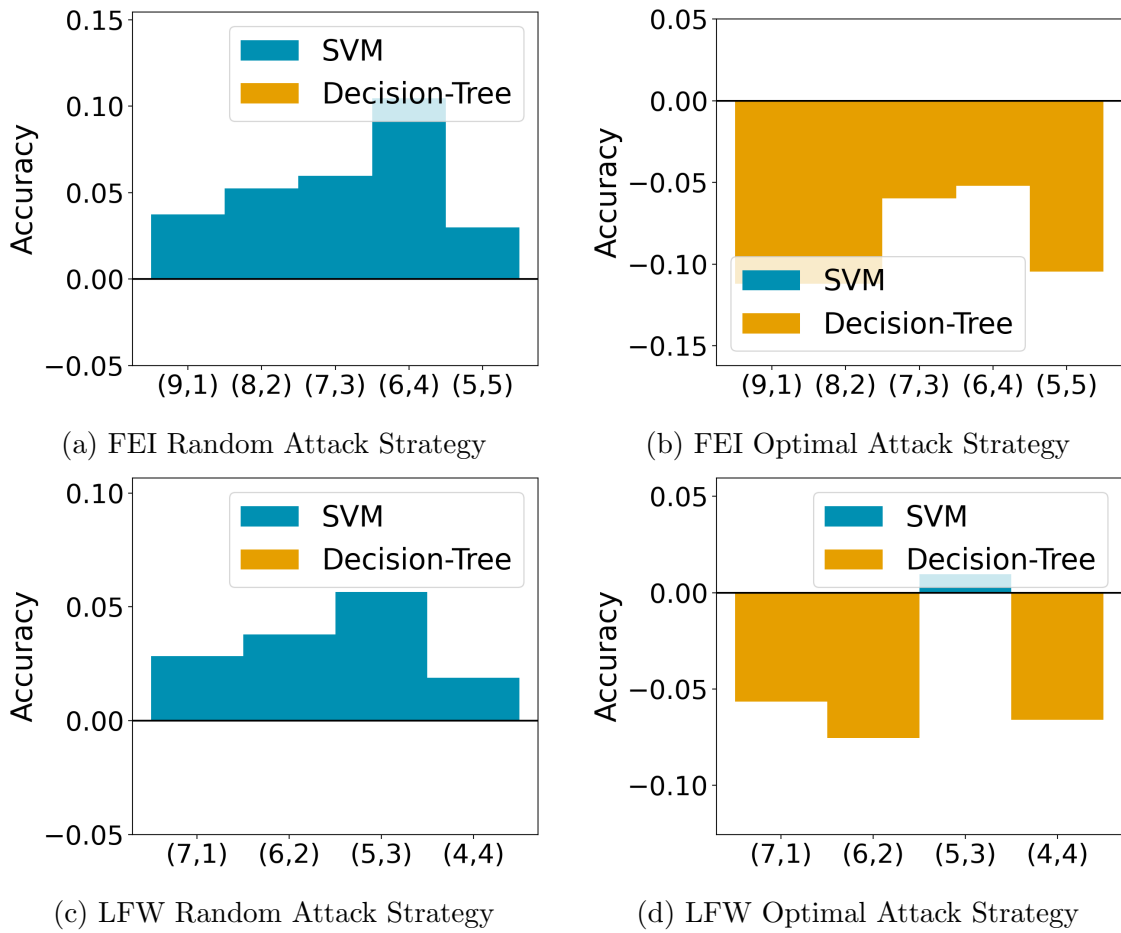 0.15
0.10
0.05
0.00
−0.05
Accuracy
SVM
Decision-Tree
(9,1) (8,2) (7,3) (6,4) (5,5)
(a) FEI Random Attack Strategy
0.05
0.00
−0.05
−0.10
−0.15
Accuracy
SVM
Decision-Tree
(9,1) (8,2) (7,3) (6,4) (5,5)
(b) FEI Optimal Attack Strategy
0.10
0.05
0.00
−0.05
Accuracy
SVM
Decision-Tree
(7,1) (6,2) (5,3) (4,4)
(c) LFW Random Attack Strategy
0.05
0.00
−0.05
−0.10
Accuracy
SVM
Decision-Tree
(7,1) (6,2) (5,3) (4,4)
(d) LFW Optimal Attack Strategy